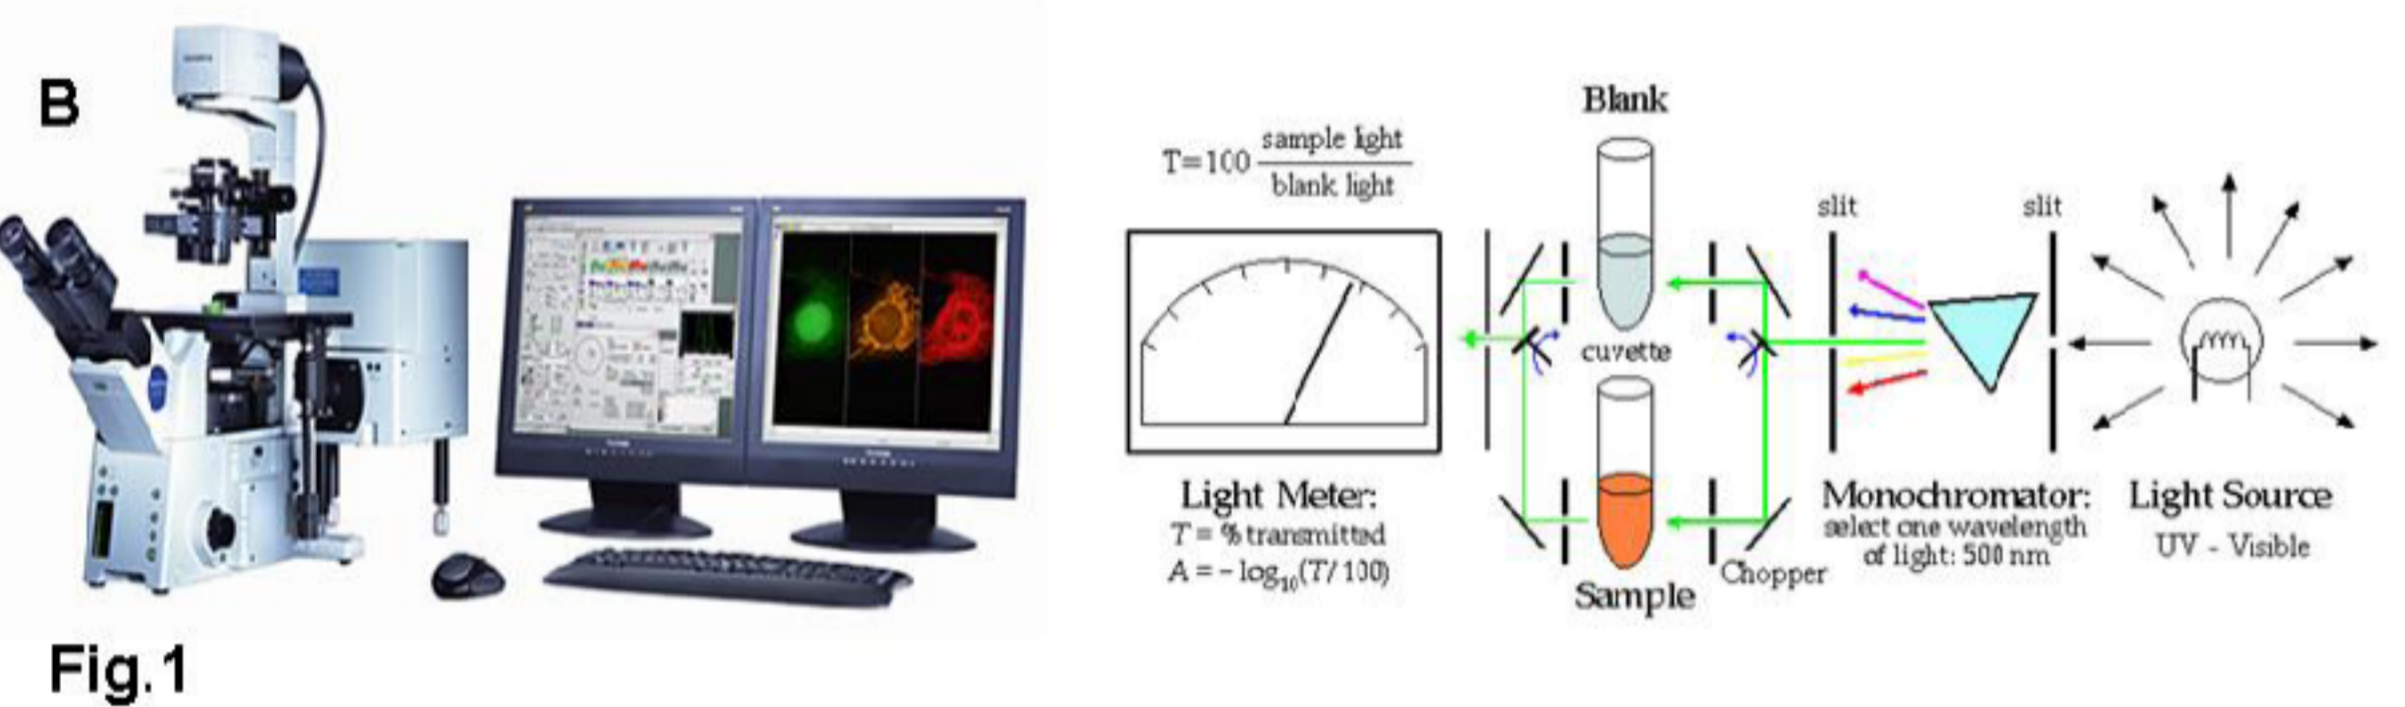 B
Fig.1
T=100 sample light
blank light
Blank
cuvette
Sample
slit
slit
Light Meter:
T = % transmitted
A = - log10(T/ 100)
Chopper
Monochromator:
select one wavelength
of light: 500 nm
Light Source
UV - Visible